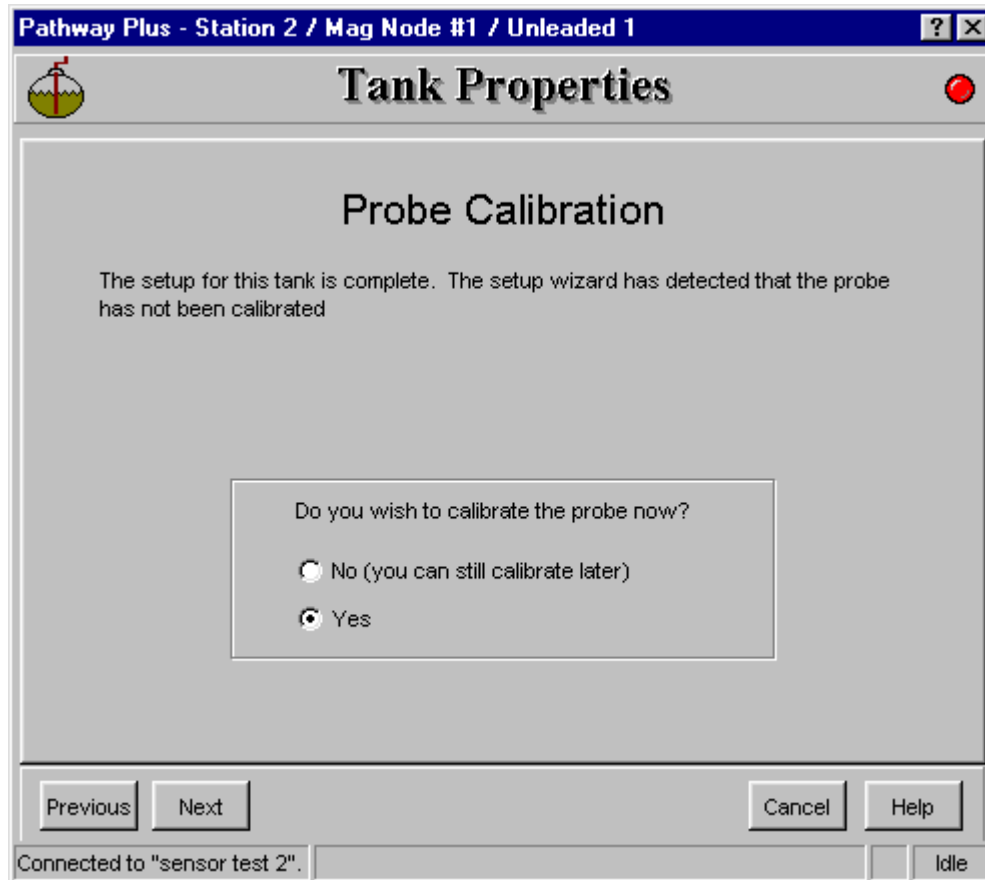 Pathway Plus - Station 2 / Mag Node #1 / Unleaded 1
Tank Properties
Probe Calibration
The setup for this tank is complete. The setup wizard has detected that the probe
has not been calibrated
Do you wish to calibrate the probe now?
No (you can still calibrate later)
Yes
Previous Next Cancel Help
Connected to "sensor test 2". Idle